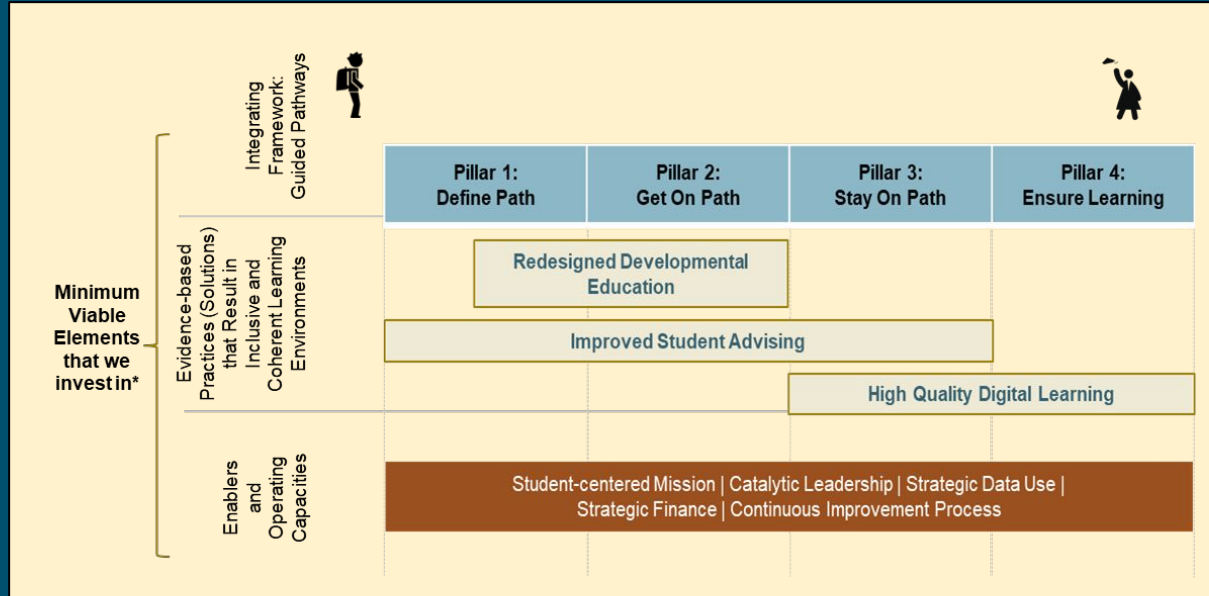 Integrating
Framework:
Guided Pathways
Pillar 1:
Define Path
Pillar 2:
Get On Path
Pillar 3:
Stay On Path
Pillar 4:
Ensure Learning
Minimum
Viable
Elements
that we
invest in*
Evidence-based
Practices (Solutions)
that Result in
Inclusive and
Coherent Learning
Environments
Redesigned Developmental
Education
Improved Student Advising
High Quality Digital Learning
Enablers
and
Operating
Capacities
Student-centered Mission | Catalytic Leadership | Strategic Data Use |
Strategic Finance | Continuous Improvement Process